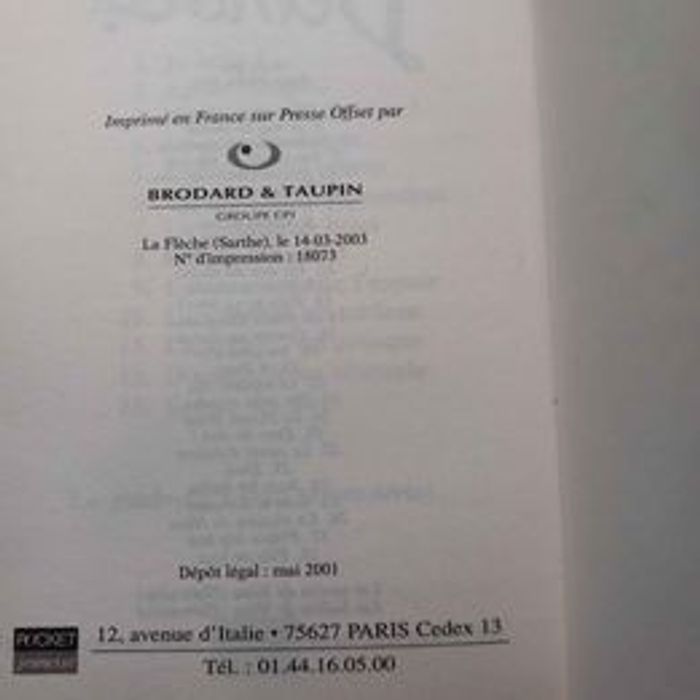 Imprimé en France sur Presse Offset par
BRODARD & TAUPIN
GROUPE CPI
La Flèche (Sarthe), le 14-03-2003
N° d'impression : 18073
Dépôt légal : mai 2001
POCKET
12, avenue d'Italie • 75627 PARIS Cedex 13
Tél. : 01.44.16.05.00